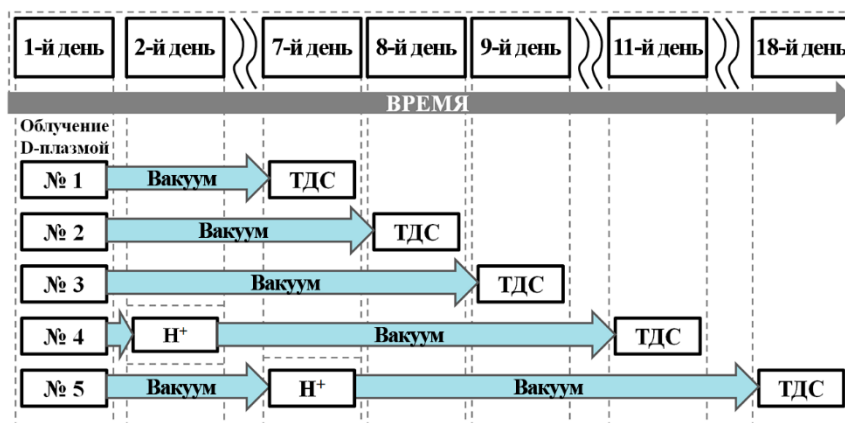 1-й день 2-й день 7-й день 8-й день 9-й день 11-й день 18-й день
ВРЕМЯ
Облучение
D-плазмой
№ 1 Вакуум ТДС
№ 2 Вакуум ТДС
№ 3 Вакуум ТДС
№ 4 H⁺ Вакуум ТДС
№ 5 Вакуум H⁺ Вакуум ТДС